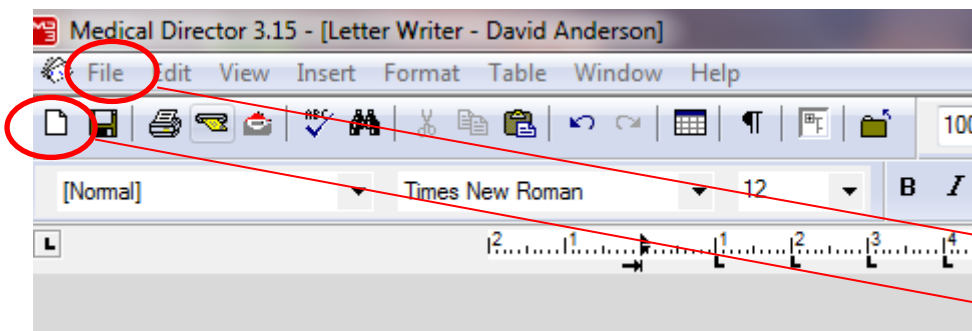 Medical Director 3.15 - [Letter Writer - David Anderson]
File Edit View Insert Format Table Window Help
ABC 100
[Normal] Times New Roman 12 B I
L 2 1 1 2 3 4